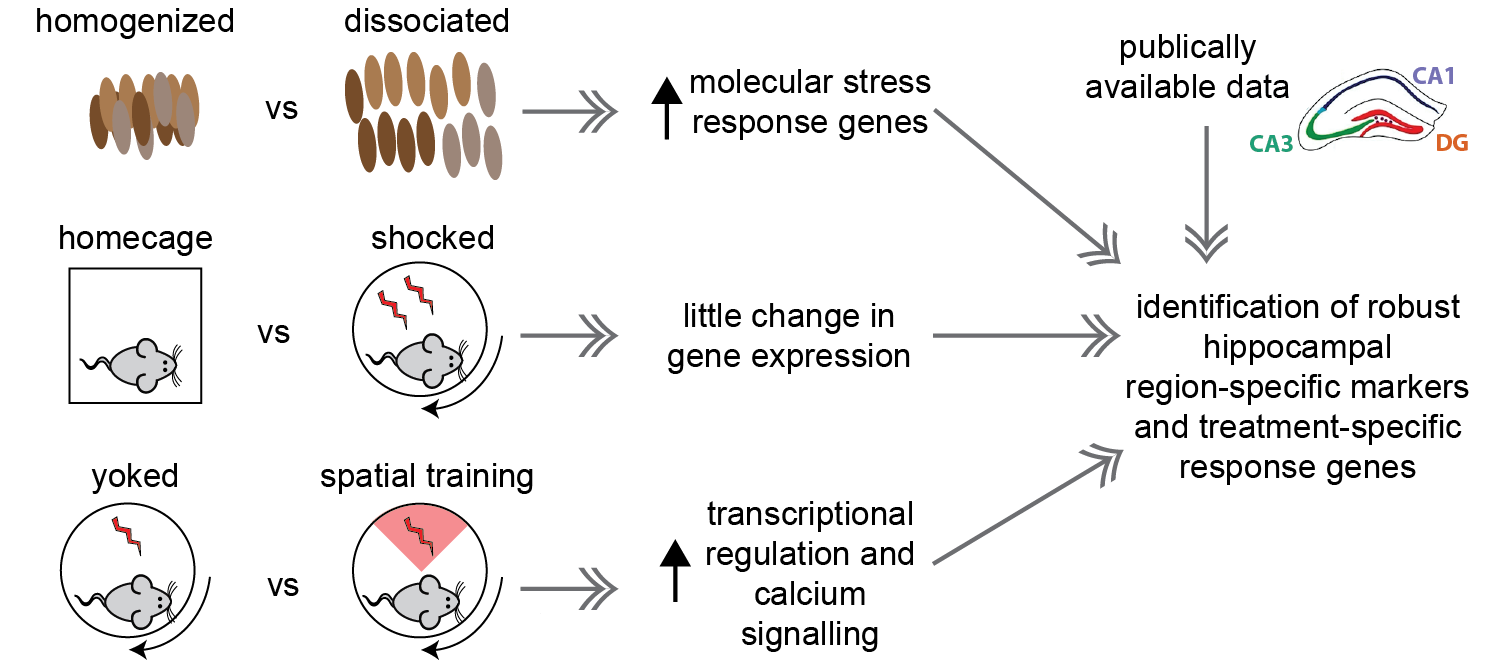 homogenized
vs
dissociated
molecular stress
response genes
publically
available data
CA1
CA3
DG
homecage
vs
shocked
little change in
gene expression
identification of robust
hippocampal
region-specific markers
and treatment-specific
response genes
yoked
vs
spatial training
transcriptional
regulation and
calcium
signalling